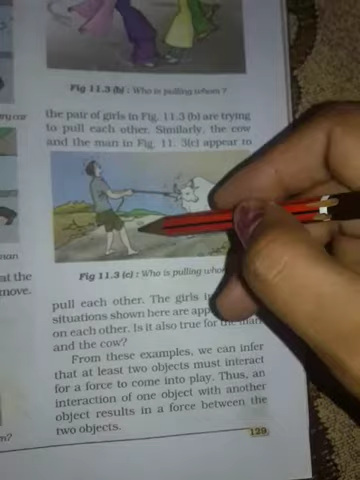 Fig 11.3 (b) : Who is pulling whom ?
the pair of girls in Fig. 11.3 (b) are trying
to pull each other. Similarly, the cow
and the man in Fig. 11. 3(c) appear to
Fig 11.3 (c) : Who is pulling
pull each other. The girls
situations shown here are
on each other. Is it also true for the man
and the cow?
From these examples, we can infer
that at least two objects must interact
for a force to come into play. Thus, an
interaction of one object with another
object results in a force between the
two objects.
129
car
man
at the
move.